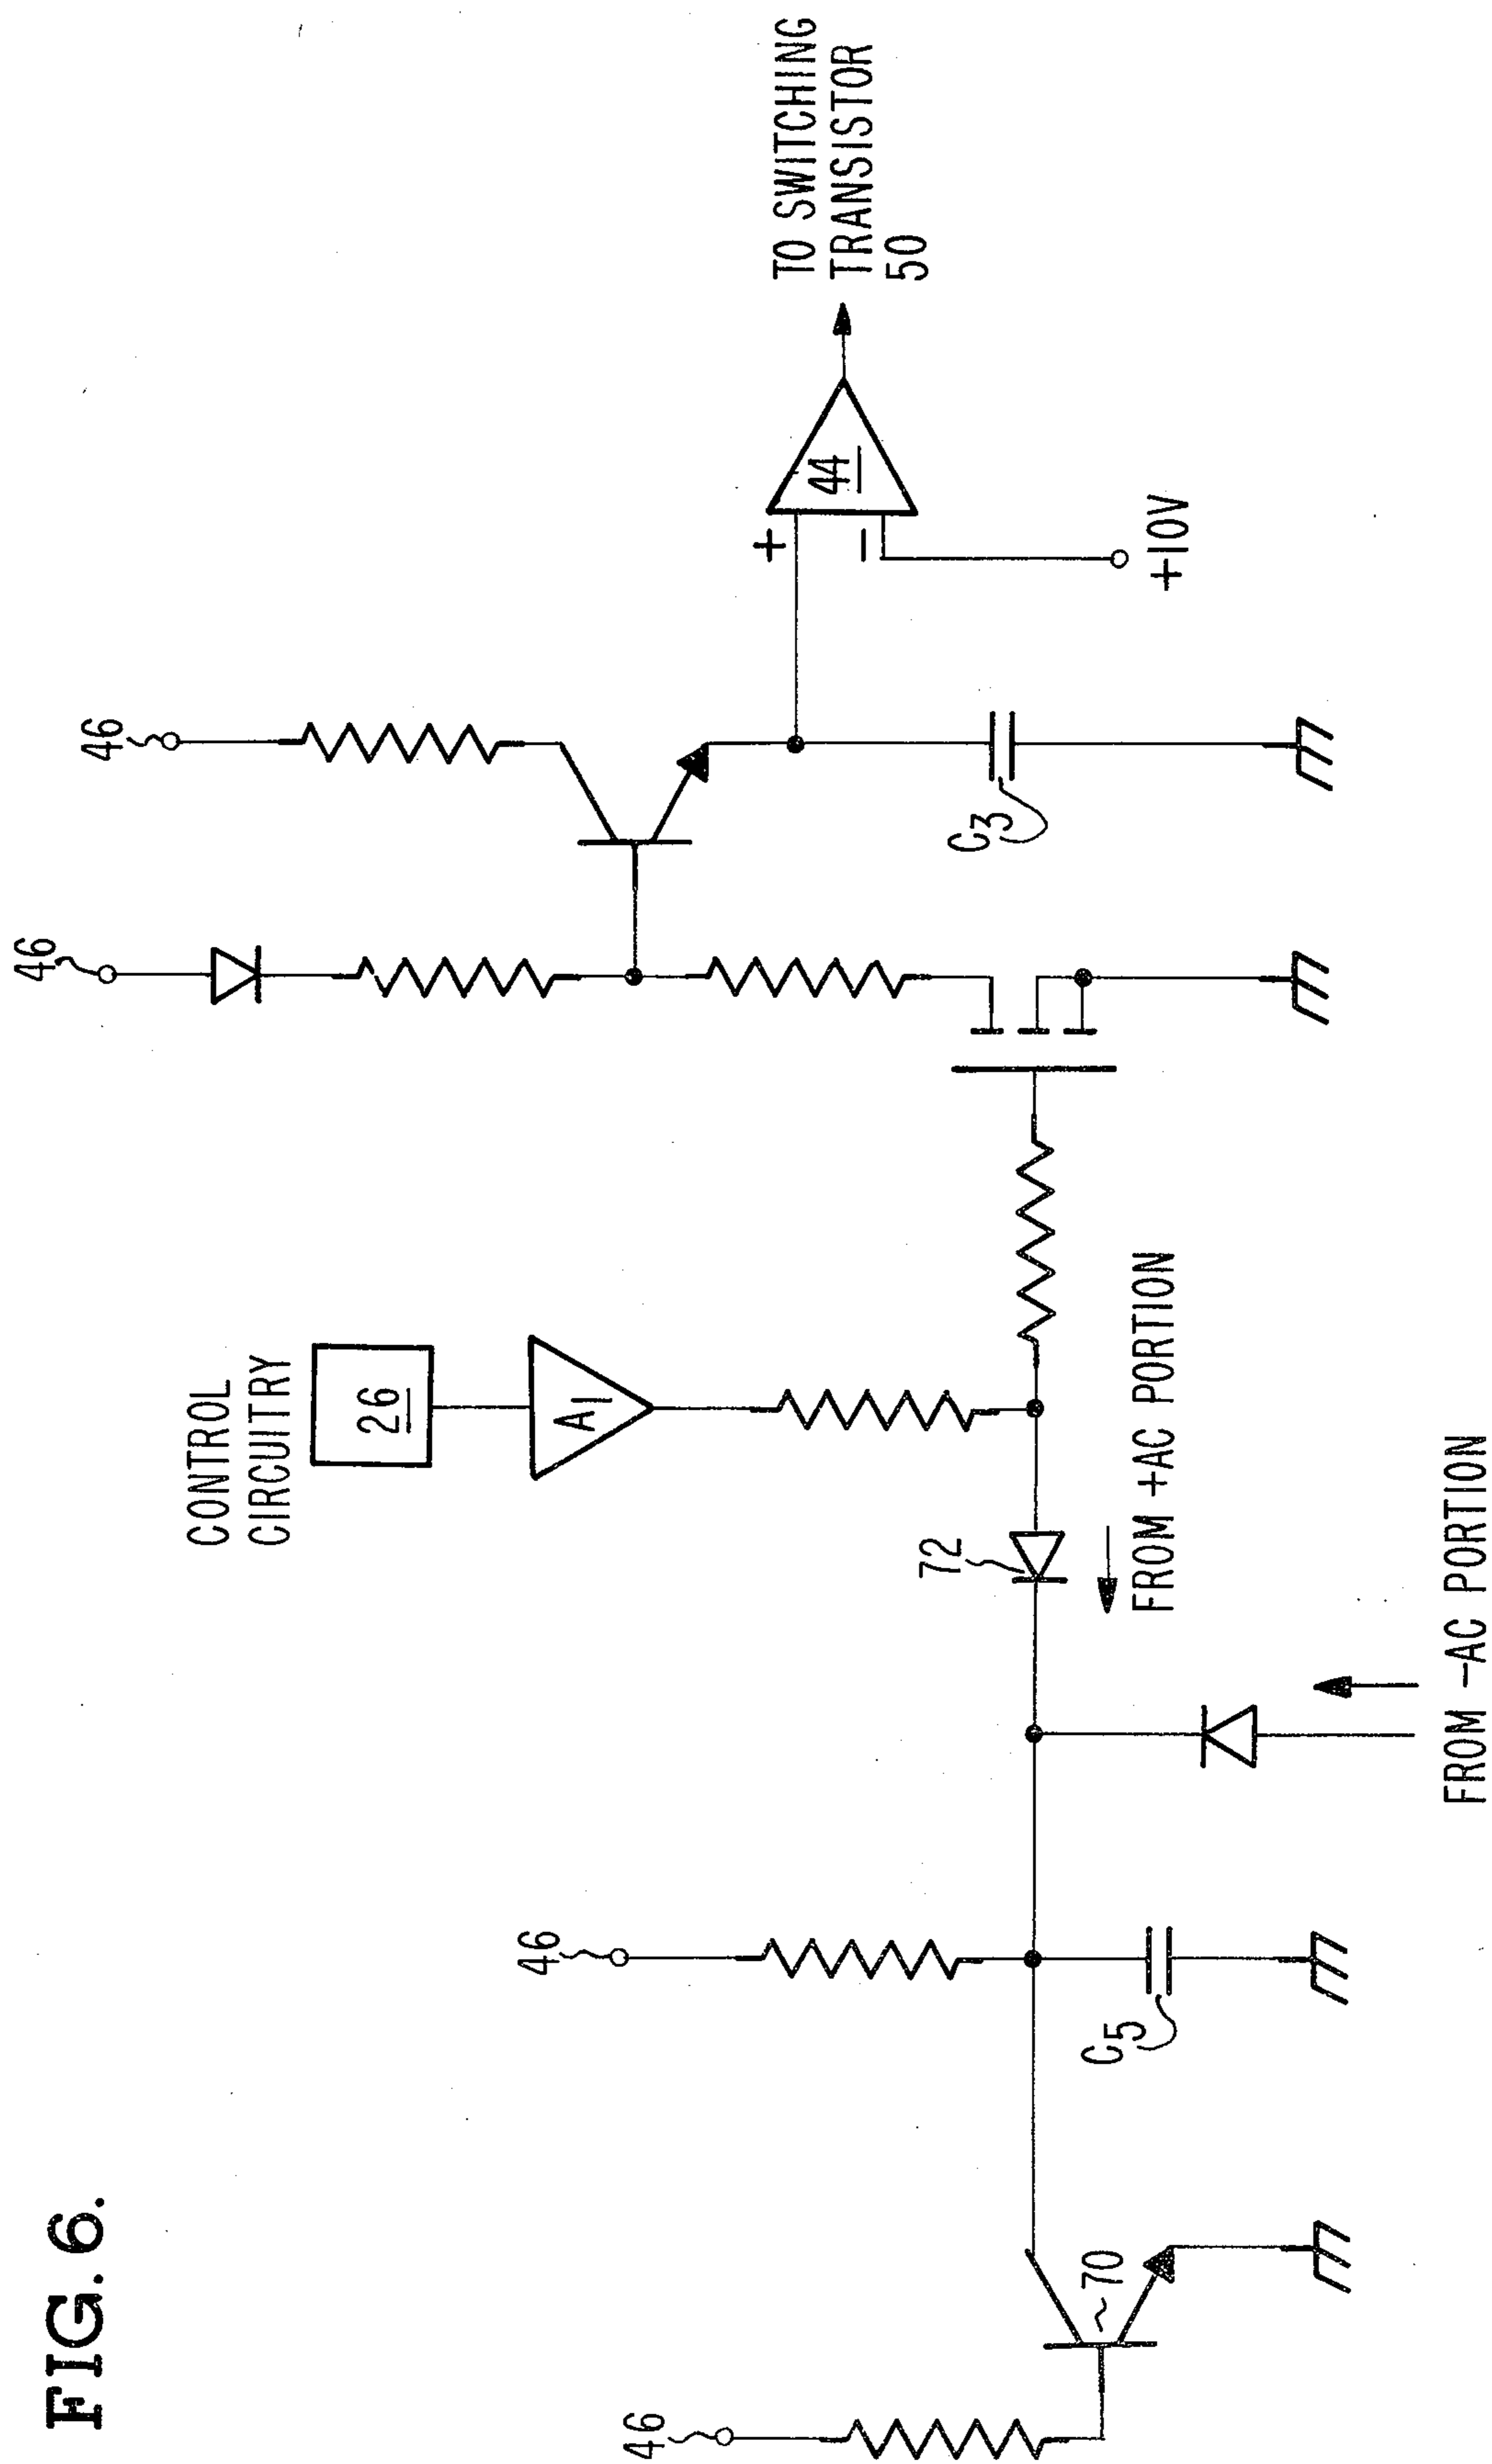 FIG. 6.
46
70
46
C5
FROM -AC PORTION
72
FROM +AC PORTION
CONTROL
CIRCUITRY
26
A1
46
46
C3
+
−
44
+10V
TO SWITCHING
TRANSISTOR
50